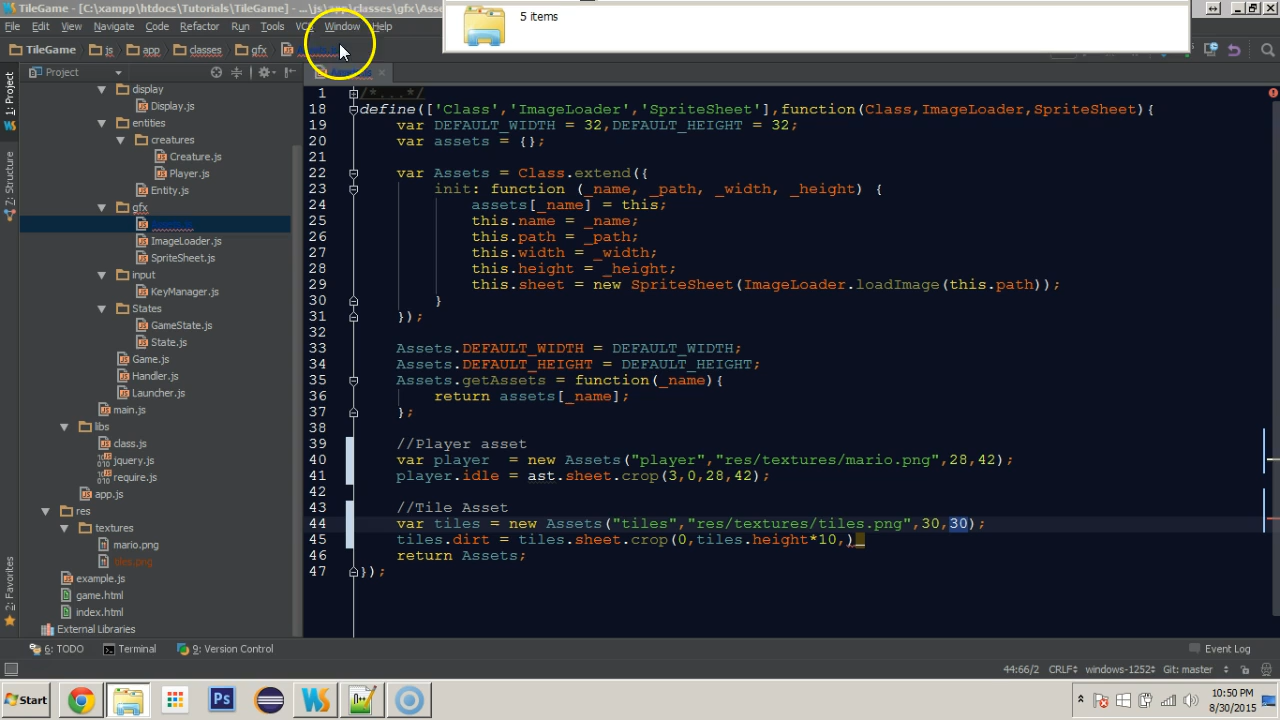 TileGame - [C:\xampp\htdocs\Tutorials\TileGame] - ...\js\app\classes\gfx\Assets
5 items
File Edit View Navigate Code Refactor Run Tools VCS Window Help
TileGame js app classes gfx
Project
1: Project
Z: Structure
2: Favorites
display
Display.js
entities
creatures
Creature.js
Player.js
Entity.js
gfx
ImageLoader.js
SpriteSheet.js
input
KeyManager.js
States
GameState.js
State.js
Game.js
Handler.js
Launcher.js
main.js
libs
class.js
jquery.js
require.js
app.js
res
textures
mario.png
tiles.png
example.js
game.html
index.html
External Libraries
1 /*...*/
18 define(['Class','ImageLoader','SpriteSheet'],function(Class,ImageLoader,SpriteSheet){
19 var DEFAULT_WIDTH = 32,DEFAULT_HEIGHT = 32;
20 var assets = {};
21
22 var Assets = Class.extend({
23 init: function (_name, _path, _width, _height) {
24 assets[_name] = this;
25 this.name = _name;
26 this.path = _path;
27 this.width = _width;
28 this.height = _height;
29 this.sheet = new SpriteSheet(ImageLoader.loadImage(this.path));
30 }
31 });
32
33 Assets.DEFAULT_WIDTH = DEFAULT_WIDTH;
34 Assets.DEFAULT_HEIGHT = DEFAULT_HEIGHT;
35 Assets.getAssets = function(_name){
36 return assets[_name];
37 };
38
39 //Player asset
40 var player  = new Assets("player","res/textures/mario.png",28,42);
41 player.idle = ast.sheet.crop(3,0,28,42);
42
43 //Tile Asset
44 var tiles = new Assets("tiles","res/textures/tiles.png",30,30);
45 tiles.dirt = tiles.sheet.crop(0,tiles.height*10,)
46 return Assets;
47 });
6: TODO Terminal 9: Version Control Event Log
44:66/2 CRLF windows-1252 Git: master
Start Ps WS 10:50 PM
8/30/2015